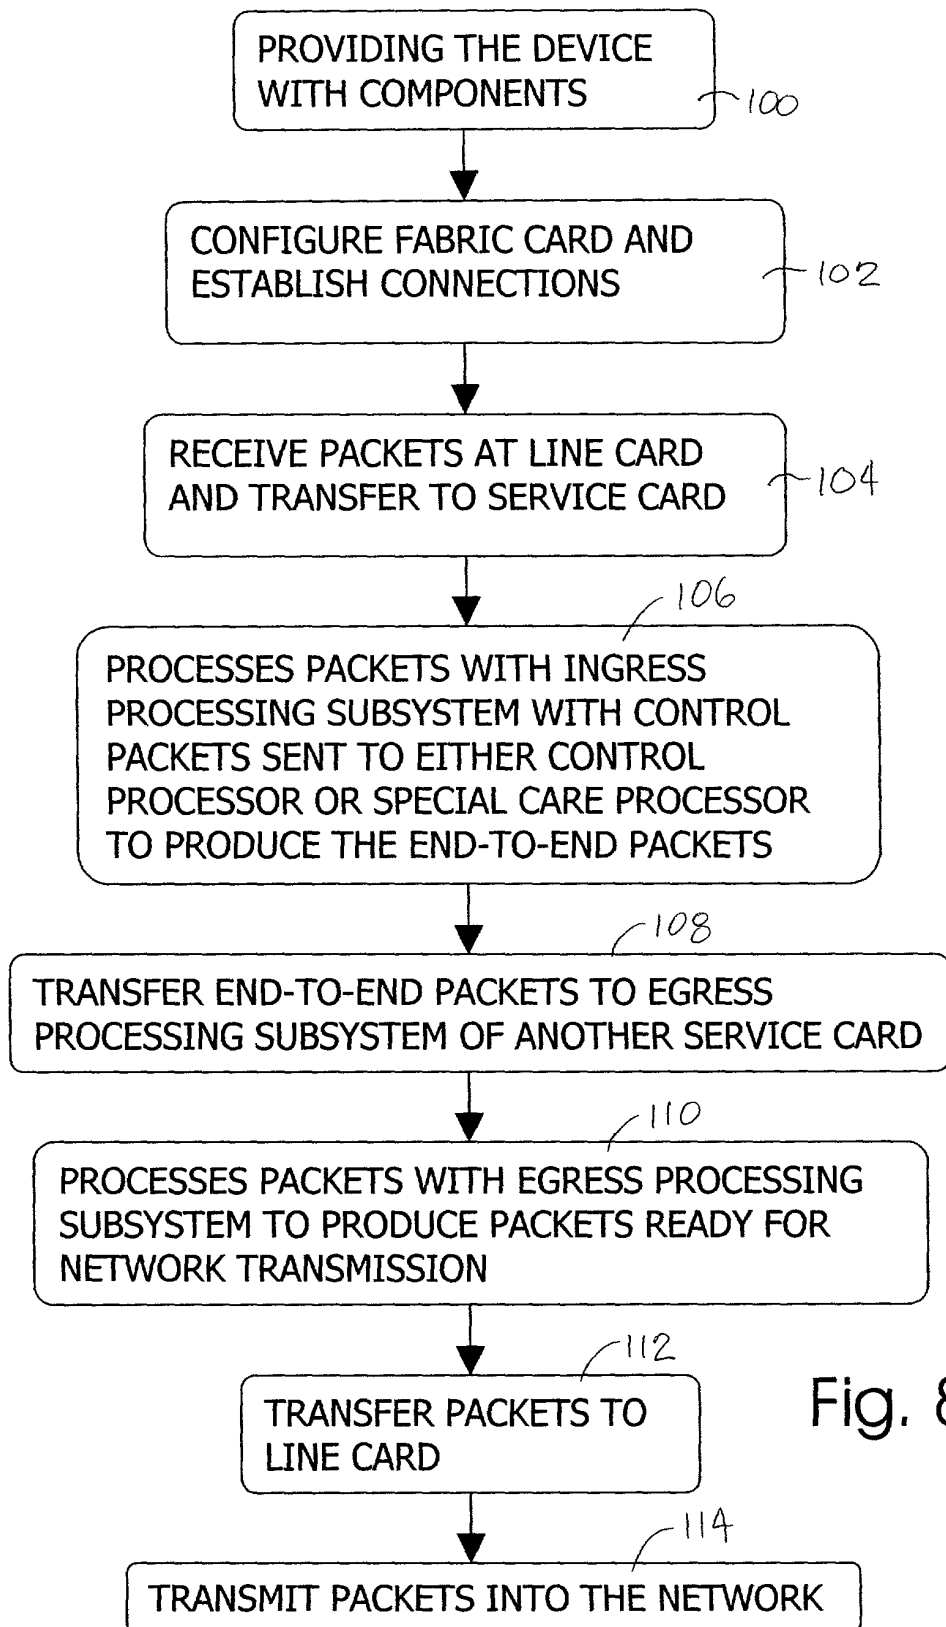 PROVIDING THE DEVICE
WITH COMPONENTS
100
CONFIGURE FABRIC CARD AND
ESTABLISH CONNECTIONS
102
RECEIVE PACKETS AT LINE CARD
AND TRANSFER TO SERVICE CARD
104
106
PROCESSES PACKETS WITH INGRESS
PROCESSING SUBSYSTEM WITH CONTROL
PACKETS SENT TO EITHER CONTROL
PROCESSOR OR SPECIAL CARE PROCESSOR
TO PRODUCE THE END-TO-END PACKETS
108
TRANSFER END-TO-END PACKETS TO EGRESS
PROCESSING SUBSYSTEM OF ANOTHER SERVICE CARD
110
PROCESSES PACKETS WITH EGRESS PROCESSING
SUBSYSTEM TO PRODUCE PACKETS READY FOR
NETWORK TRANSMISSION
112
TRANSFER PACKETS TO
LINE CARD
Fig. 8
114
TRANSMIT PACKETS INTO THE NETWORK